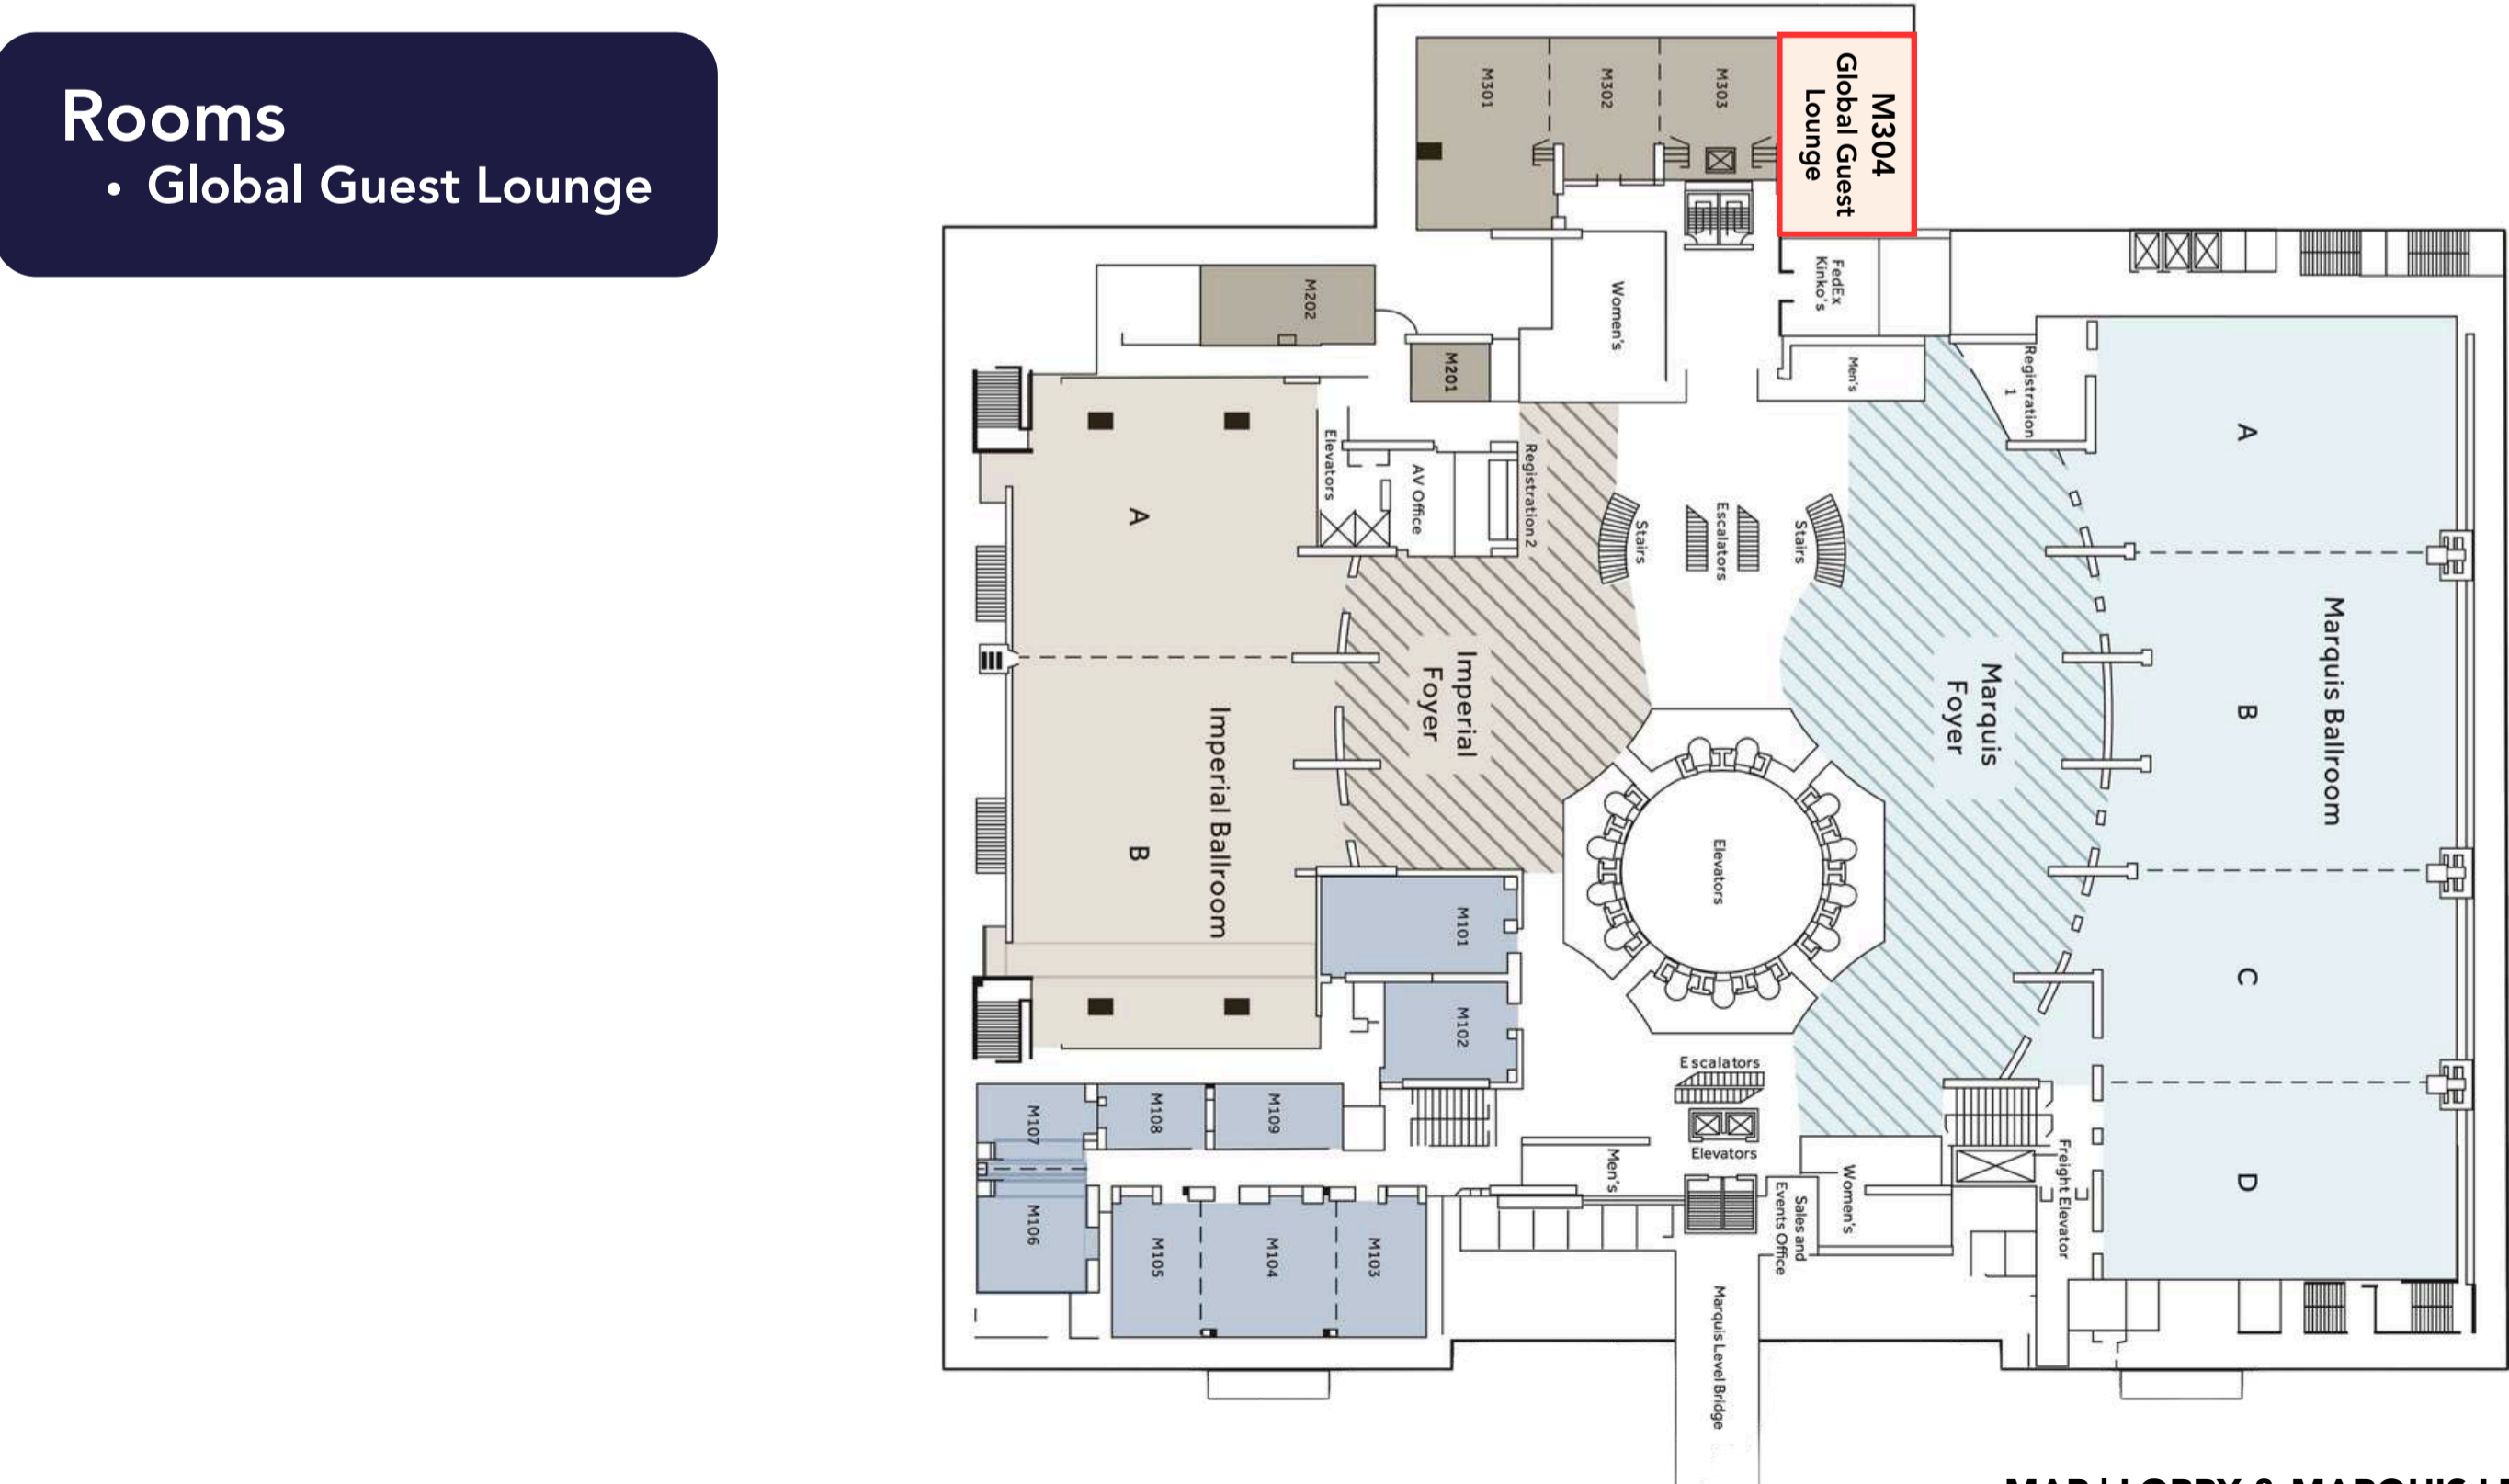 Rooms
• Global Guest Lounge
M301
M302
M303
M304
Global Guest
Lounge
M202
M201
Women's
FedEx
Kinko's
Men's
Registration
1
Elevators
AV Office
Registration 2
Stairs
Escalators
Stairs
A
B
Imperial Ballroom
Imperial
Foyer
Marquis
Foyer
A
B
C
D
Marquis Ballroom
Elevators
M101
M102
Escalators
Elevators
M107
M108
M109
M106
M105
M104
M103
Men's
Women's
Sales and
Events Office
Freight Elevator
Marquis Level Bridge